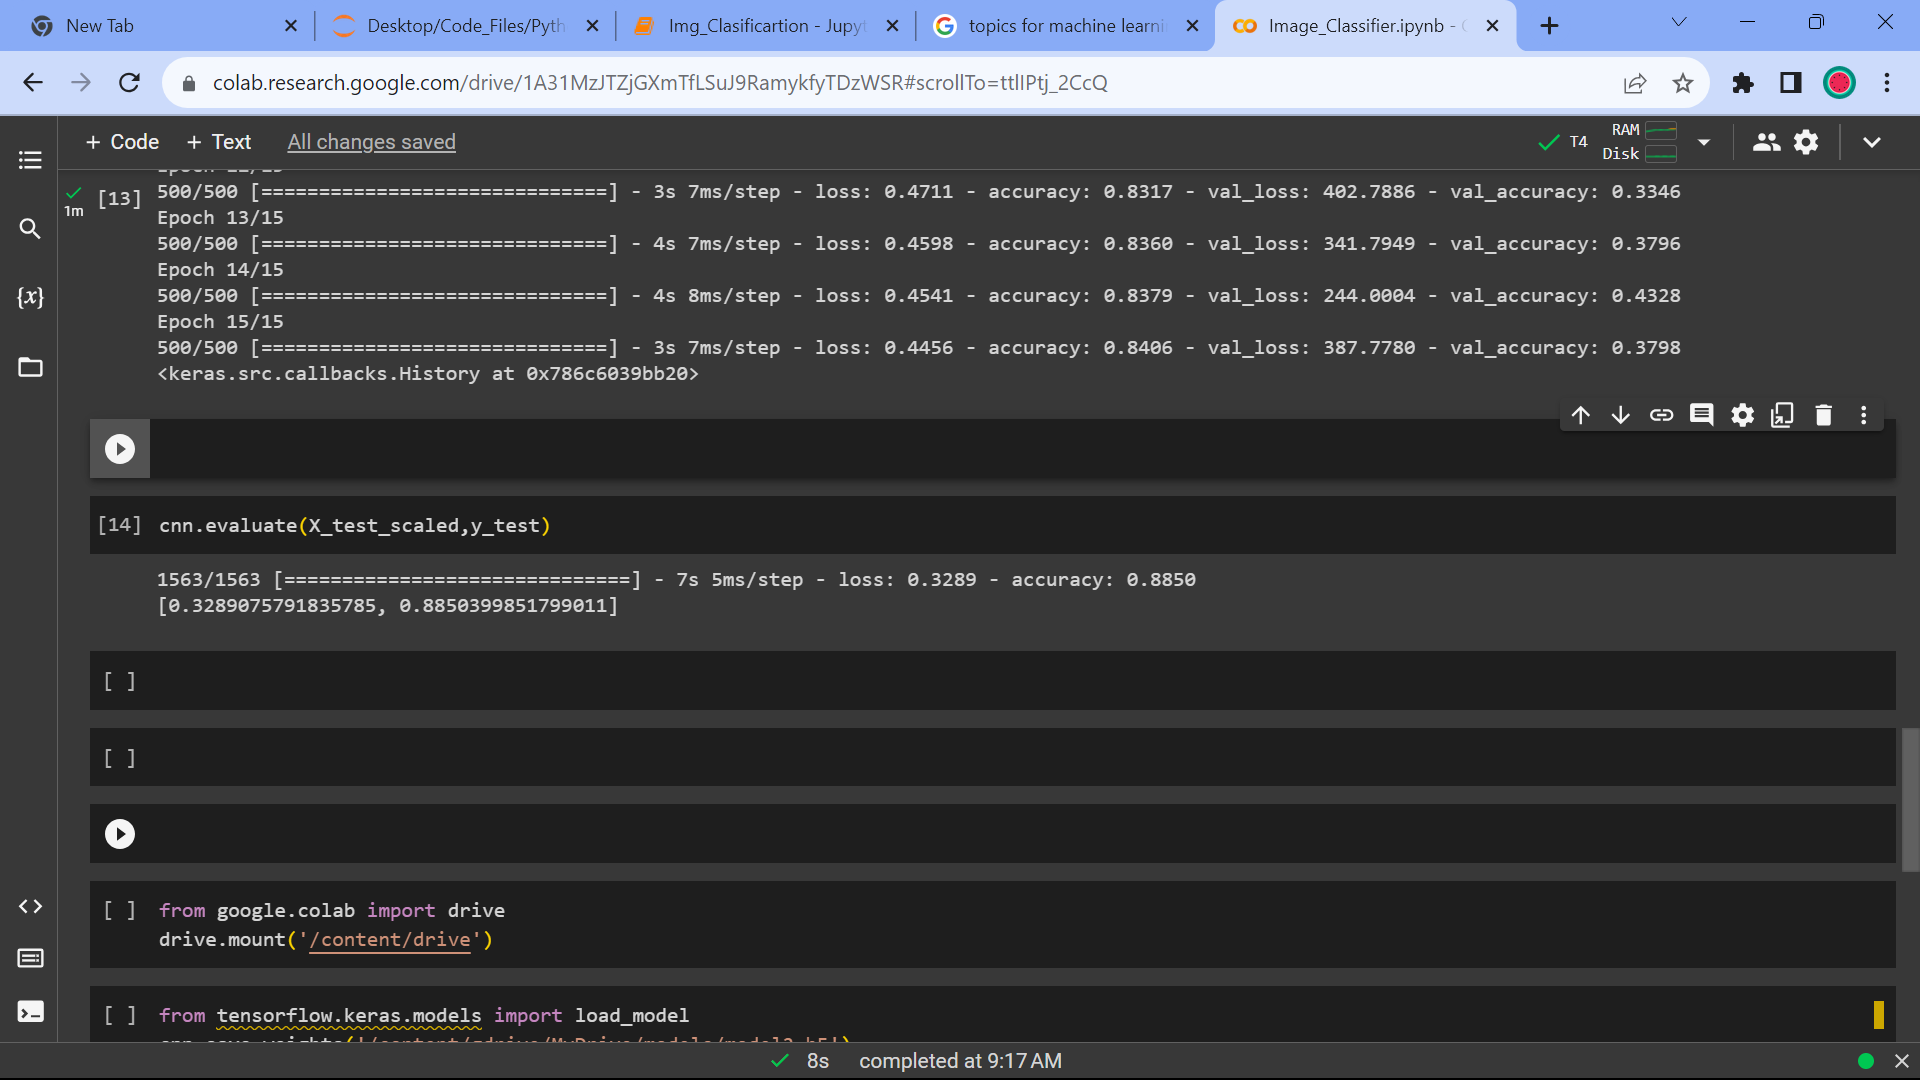 New Tab
Desktop/Code_Files/Pyth
Img_Clasificartion - Jupyt
topics for machine learni
Image_Classifier.ipynb - C
colab.research.google.com/drive/1A31MzJTZjGXmTfLSuJ9RamykfyTDzWSR#scrollTo=ttlIPtj_2CcQ
+ Code + Text All changes saved
T4 RAM
Disk
[13] 500/500 [==============================] - 3s 7ms/step - loss: 0.4711 - accuracy: 0.8317 - val_loss: 402.7886 - val_accuracy: 0.3346
1m
Epoch 13/15
500/500 [==============================] - 4s 7ms/step - loss: 0.4598 - accuracy: 0.8360 - val_loss: 341.7949 - val_accuracy: 0.3796
Epoch 14/15
500/500 [==============================] - 4s 8ms/step - loss: 0.4541 - accuracy: 0.8379 - val_loss: 244.0004 - val_accuracy: 0.4328
Epoch 15/15
500/500 [==============================] - 3s 7ms/step - loss: 0.4456 - accuracy: 0.8406 - val_loss: 387.7780 - val_accuracy: 0.3798
<keras.src.callbacks.History at 0x786c6039bb20>
[14] cnn.evaluate(X_test_scaled,y_test)
1563/1563 [==============================] - 7s 5ms/step - loss: 0.3289 - accuracy: 0.8850
[0.3289075791835785, 0.8850399851799011]
[ ]
[ ]
[ ] from google.colab import drive
drive.mount('/content/drive')
[ ] from tensorflow.keras.models import load_model
8s completed at 9:17 AM